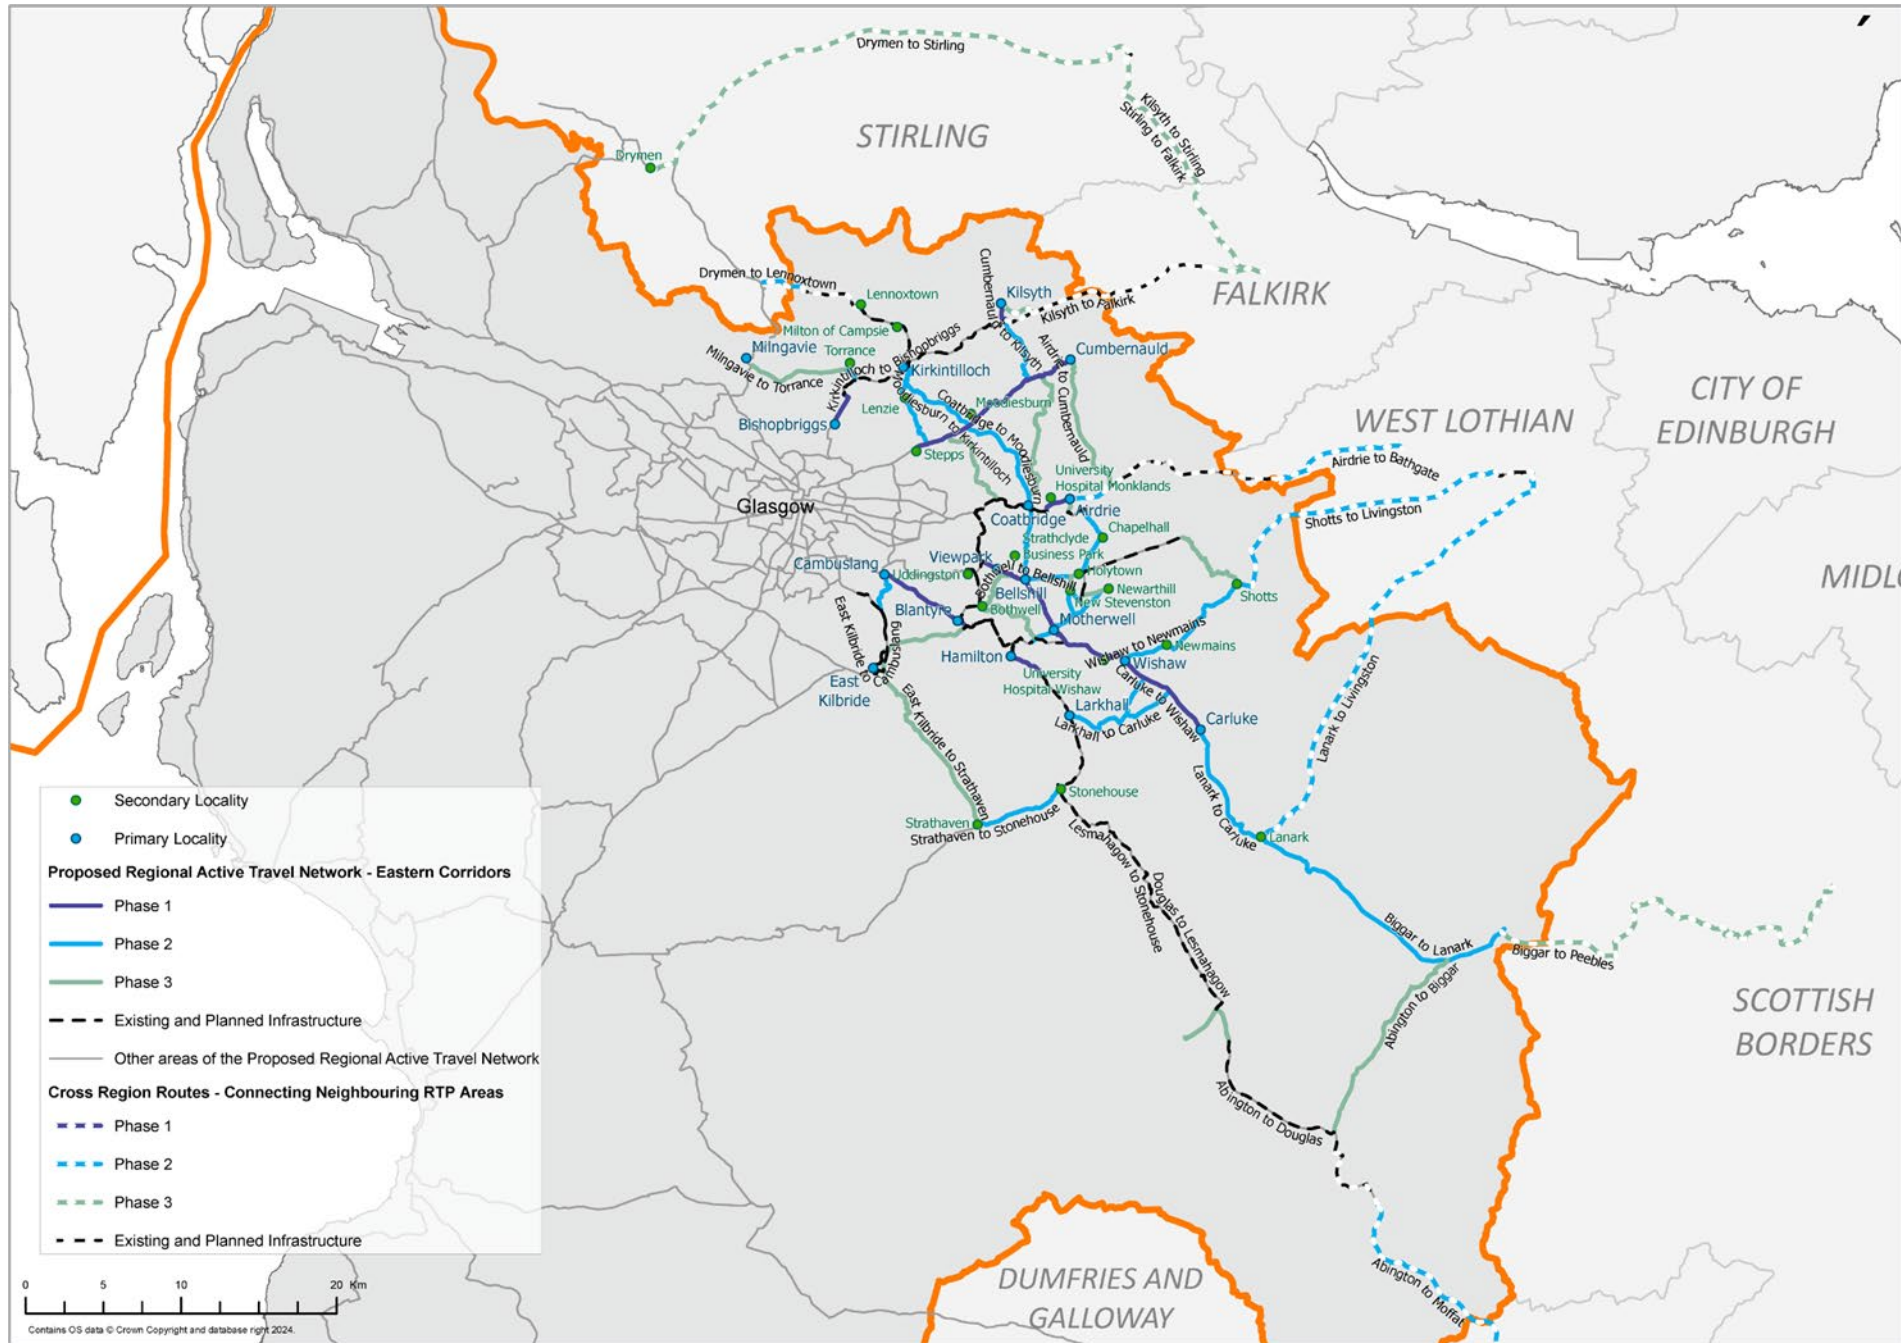 Drymen to Stirling
STIRLING
Kilsyth to Stirling
Stirling to Falkirk
Drymen
Drymen to Lennoxtown
Lennoxtown
Kilsyth
Cumbernauld to Kilsyth
Kilsyth to Falkirk
FALKIRK
Milton of Campsie
Kirkintilloch to Bishopbriggs
Milngavie
Torrance
Milngavie to Torrance
Kirkintilloch
Airdrie to Cumbernauld
Cumbernauld
CITY OF
EDINBURGH
WEST LOTHIAN
Lenzie
Moodiesburn
Moodiesburn to Kirkintilloch
Coatbridge to Moodiesburn
Bishopbriggs
Stepps
Airdrie to Bathgate
University
Hospital Monklands
Glasgow
Coatbridge
Airdrie
Shotts to Livingston
Strathclyde
Business Park
Chapelhall
Viewpark
Cambuslang
Uddingston
Bothwell to Bellshill
Holytown
Newarthill
MIDLO
Shotts
Bellshill
New Stevenston
Blantyre
Bothwell
Motherwell
East Kilbride to Cambuslang
Wishaw to Newmains
Newmains
Hamilton
Wishaw
East
Kilbride
University
Hospital Wishaw
Carluke to Wishaw
Larkhall
Larkhall to Carluke
Carluke
Lanark to Livingston
East Kilbride to Strathaven
Lanark to Carluke
Stonehouse
Strathaven
Strathaven to Stonehouse
Lanark
Lesmahagow to Stonehouse
Douglas to Lesmahagow
Biggar to Lanark
Biggar to Peebles
Abington to Biggar
SCOTTISH
BORDERS
Abington to Douglas
Abington to Moffat
DUMFRIES AND
GALLOWAY
Secondary Locality
Primary Locality
Proposed Regional Active Travel Network - Eastern Corridors
Phase 1
Phase 2
Phase 3
Existing and Planned Infrastructure
Other areas of the Proposed Regional Active Travel Network
Cross Region Routes - Connecting Neighbouring RTP Areas
Phase 1
Phase 2
Phase 3
Existing and Planned Infrastructure
0 5 10 20 Km
Contains OS data © Crown Copyright and database right 2024.